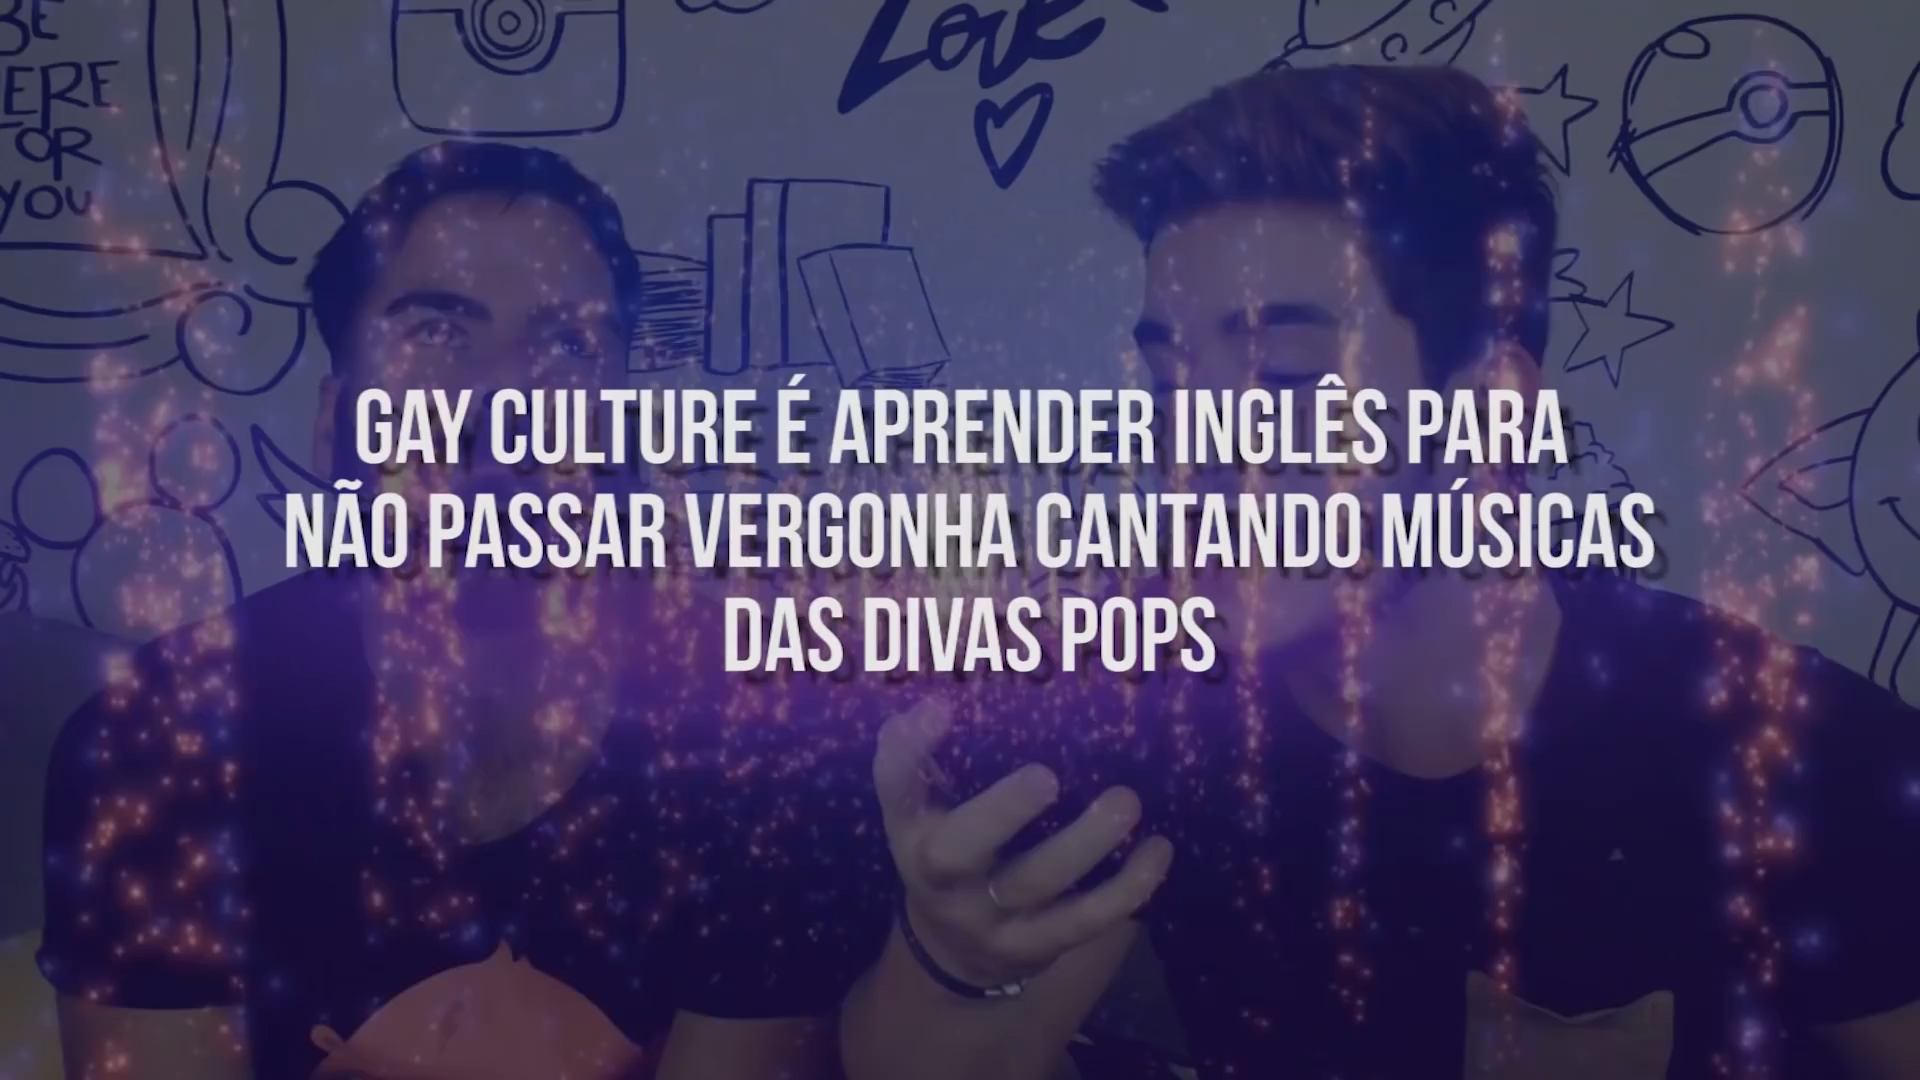 BE
ERE
OR
YOU
Love
GAY CULTURE É APRENDER INGLÊS PARA
NÃO PASSAR VERGONHA CANTANDO MÚSICAS
DAS DIVAS POPS